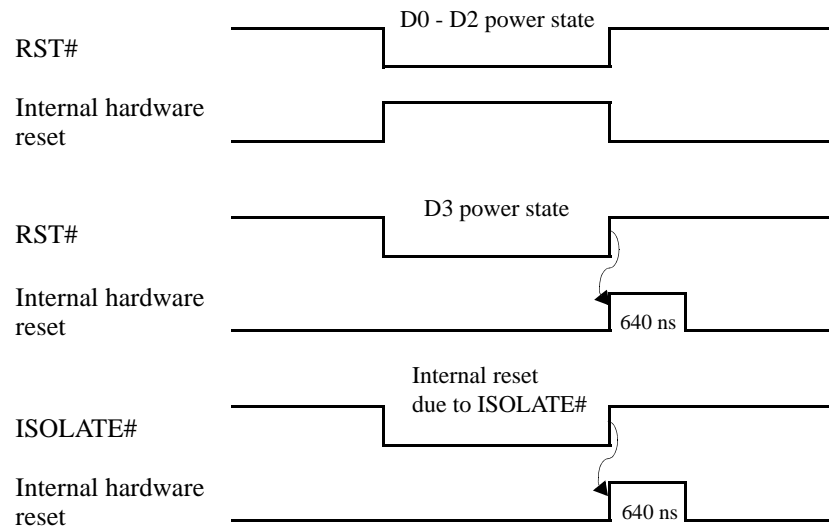 D0 - D2 power state
RST#
Internal hardware
reset
D3 power state
RST#
Internal hardware
reset
640 ns
Internal reset
due to ISOLATE#
ISOLATE#
Internal hardware
reset
640 ns